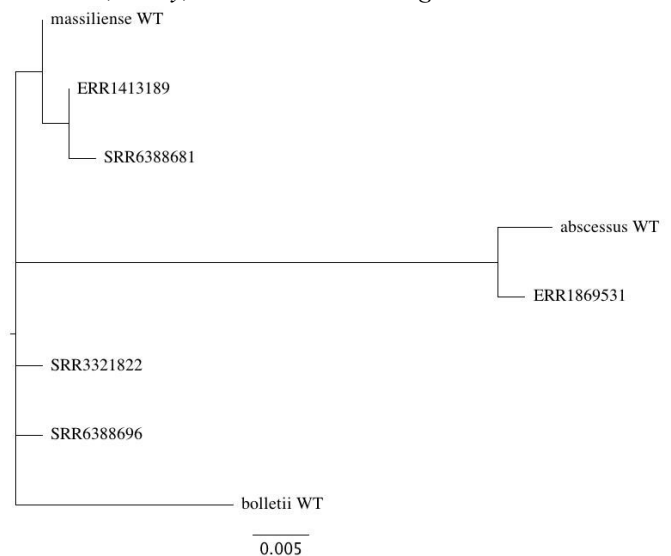 massiliense WT
ERR1413189
SRR6388681
abscessus WT
ERR1869531
SRR3321822
SRR6388696
bolletii WT
0.005